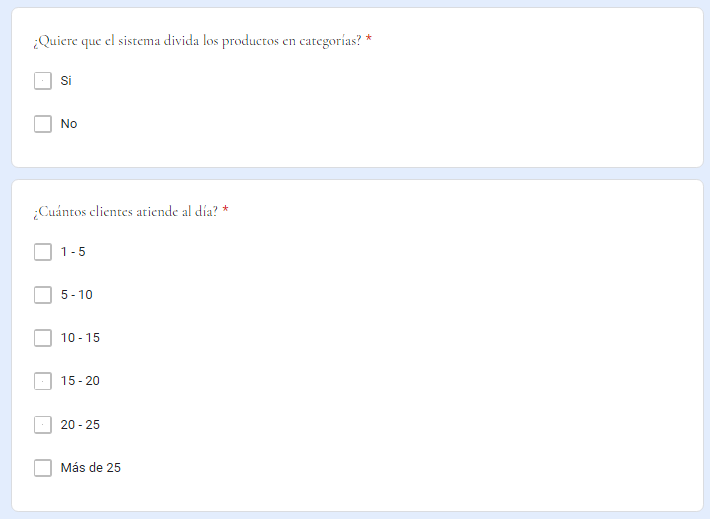 ¿Quiere que el sistema divida los productos en categorías? *
Si
No
¿Cuántos clientes atiende al día? *
1 - 5
5 - 10
10 - 15
15 - 20
20 - 25
Más de 25